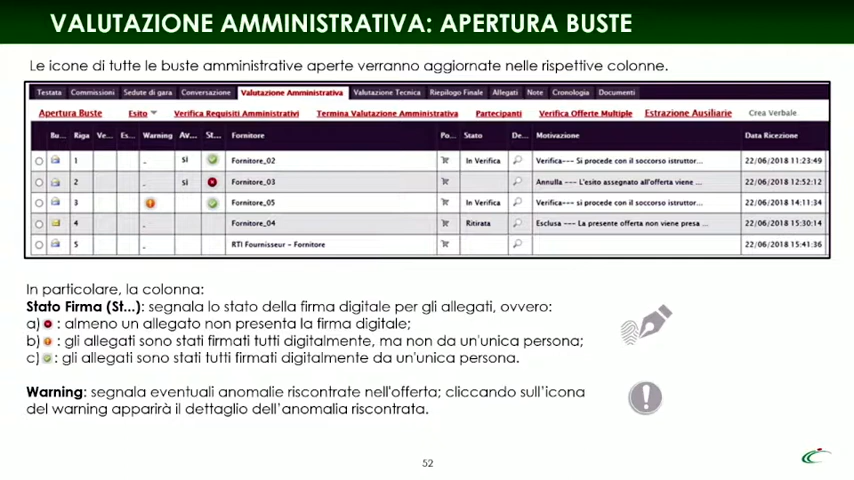 VALUTAZIONE AMMINISTRATIVA: APERTURA BUSTE
Le icone di tutte le buste amministrative aperte verranno aggiornate nelle rispettive colonne.
Testata Commissioni Sedute di gara Conversazione Valutazione Amministrativa Valutazione Tecnica Riepilogo Finale Allegati Note Cronologia Documenti
Apertura Buste Esito Verifica Requisiti Amministrativi Termina Valutazione Amministrativa Partecipanti Verifica Offerte Multiple Estrazione Ausiliarie Crea Verbale
Bu... Riga Ve... Es... Warning Av... St... Fornitore Po... Stato De... Motivazione Data Ricezione
1 - si Fornitore_02 In Verifica Verifica--- Si procede con il soccorso istruttor... 22/06/2018 11:23:49
2 - si Fornitore_03 Annulla --- L'esito assegnato all'offerta viene ... 22/06/2018 12:52:12
3 Fornitore_05 In Verifica Verifica--- si procede con il soccorso istruttor... 22/06/2018 14:11:34
4 - Fornitore_04 Ritirata Esclusa --- La presente offerta non viene presa ... 22/06/2018 15:30:14
5 - RTI Fournisseur - Fornitore 22/06/2018 15:41:36
In particolare, la colonna:
Stato Firma (St...): segnala lo stato della firma digitale per gli allegati, ovvero:
a) : almeno un allegato non presenta la firma digitale;
b) : gli allegati sono stati firmati tutti digitalmente, ma non da un'unica persona;
c) : gli allegati sono stati tutti firmati digitalmente da un'unica persona.
Warning: segnala eventuali anomalie riscontrate nell'offerta; cliccando sull'icona
del warning apparirà il dettaglio dell'anomalia riscontrata.
52